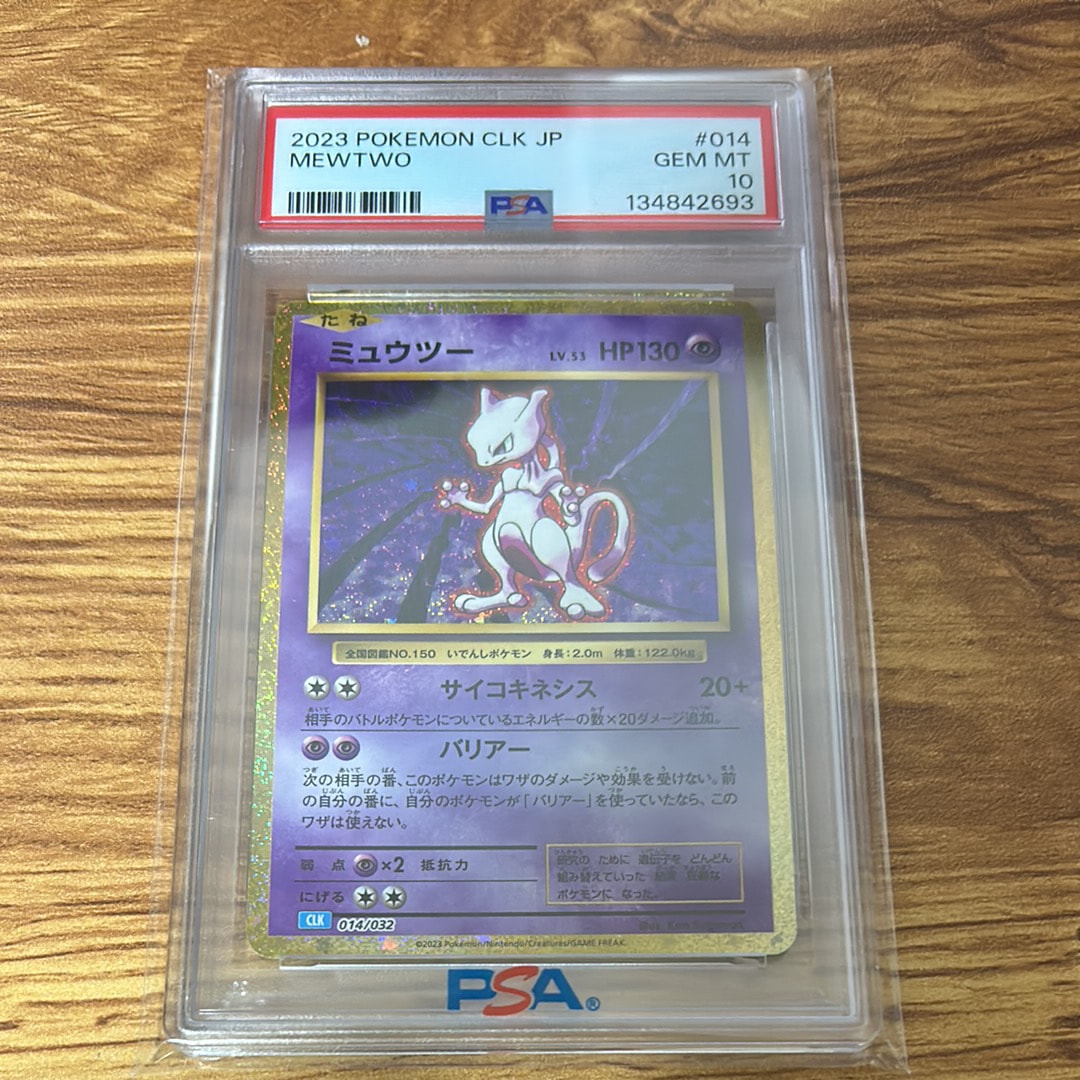 2023 POKEMON CLK JP #014
MEWTWO GEM MT
10
PSA 134842693
たね
ミュウツー LV.53 HP130
全国図鑑NO.150 いでんしポケモン 身長:2.0m 体重:122.0kg
サイコキネシス 20+
相手のバトルポケモンについているエネルギーの数×20ダメージ追加。
バリアー
次の相手の番、このポケモンはワザのダメージや効果を受けない。前
の自分の番に、自分のポケモンが「バリアー」を使っていたなら、この
ワザは使えない。
弱点 ×2 抵抗力
にげる
研究の ために 遺伝子を どんどん
組み替えていった 結果 凶暴な
ポケモンに なった。
CLK 014/032
©2023 Pokémon/Nintendo/Creatures/GAME FREAK.
PSA®